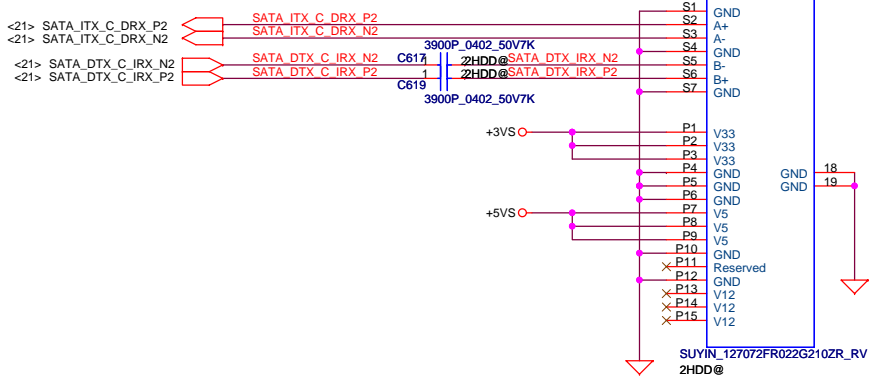 S1 GND
<21> SATA_ITX_C_DRX_P2 SATA_ITX_C_DRX_P2 S2 A+
<21> SATA_ITX_C_DRX_N2 SATA_ITX_C_DRX_N2 S3 A-
3900P_0402_50V7K S4 GND
<21> SATA_DTX_C_IRX_N2 SATA_DTX_C_IRX_N2 C617 1 2 2HDD@ SATA_DTX_IRX_N2 S5 B-
<21> SATA_DTX_C_IRX_P2 SATA_DTX_C_IRX_P2 1 2 2HDD@ SATA_DTX_IRX_P2 S6 B+
C619 S7 GND
3900P_0402_50V7K
+3VS P1 V33
P2 V33
P3 V33
P4 GND GND 18
P5 GND GND 19
P6 GND
+5VS P7 V5
P8 V5
P9 V5
P10 GND
P11 Reserved
P12 GND
P13 V12
P14 V12
P15 V12
SUYIN_127072FR022G210ZR_RV
2HDD@